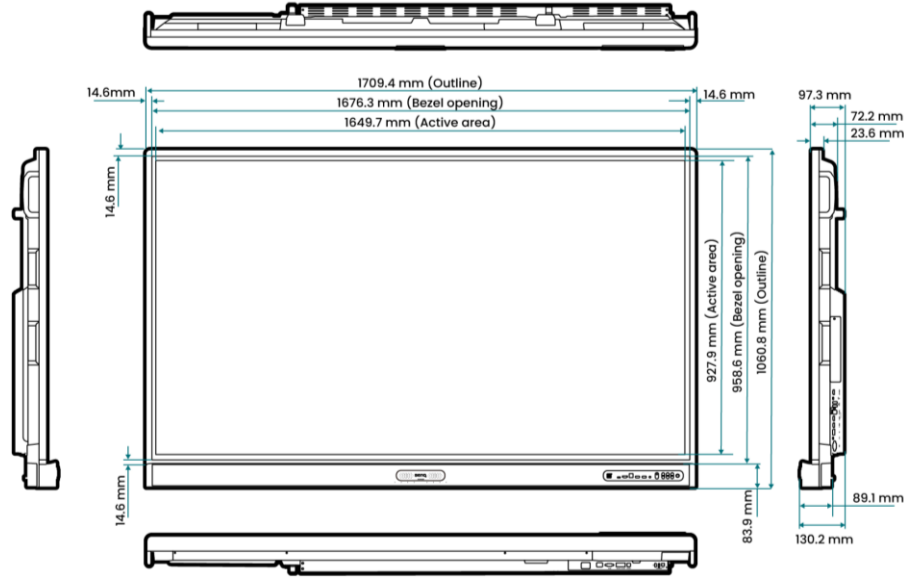 1709.4 mm (Outline)
14.6mm
1676.3 mm (Bezel opening)
14.6 mm
1649.7 mm (Active area)
97.3 mm
72.2 mm
23.6 mm
14.6 mm
927.9 mm (Active area)
958.6 mm (Bezel opening)
1060.8 mm (Outline)
14.6 mm
83.9 mm
89.1 mm
130.2 mm